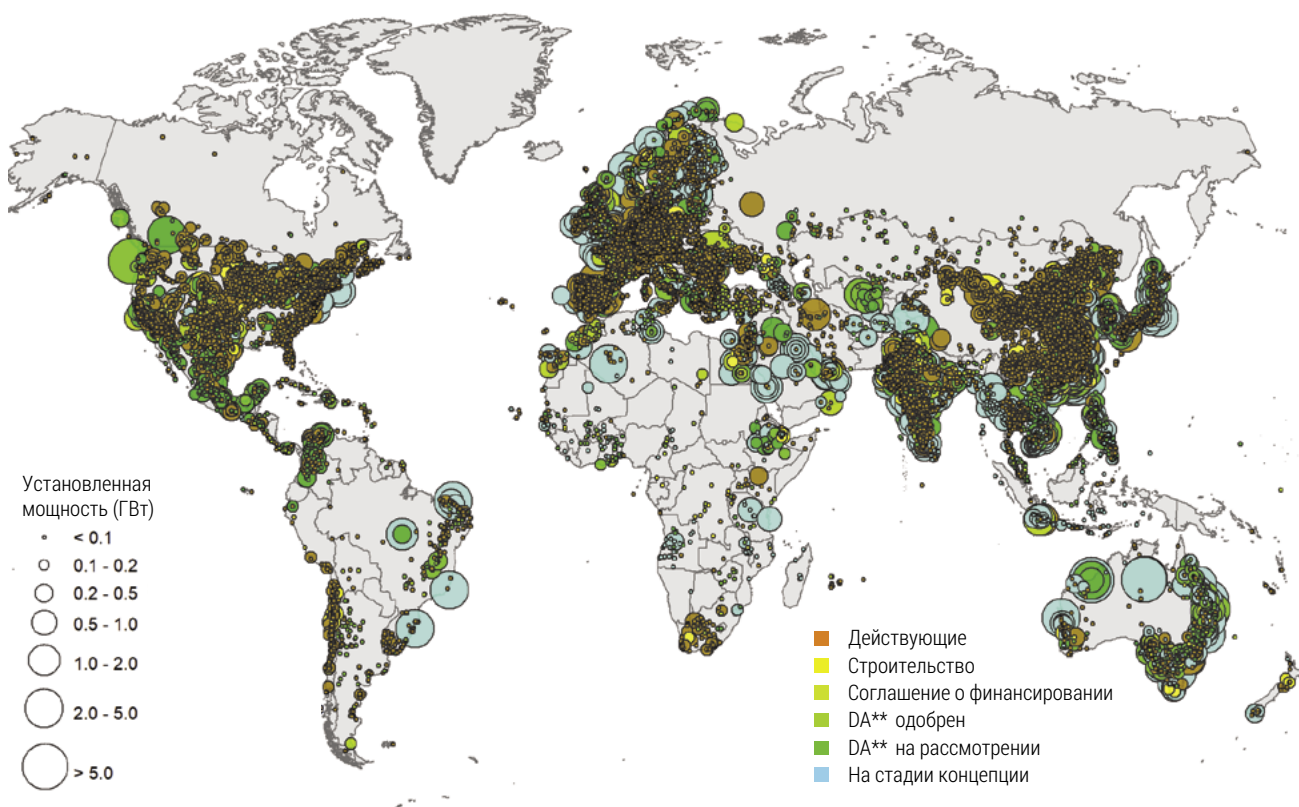 Установленная
мощность (ГВт)
< 0.1
0.1 - 0.2
0.2 - 0.5
0.5 - 1.0
1.0 - 2.0
2.0 - 5.0
> 5.0
Действующие
Строительство
Соглашение о финансировании
DA** одобрен
DA** на рассмотрении
На стадии концепции